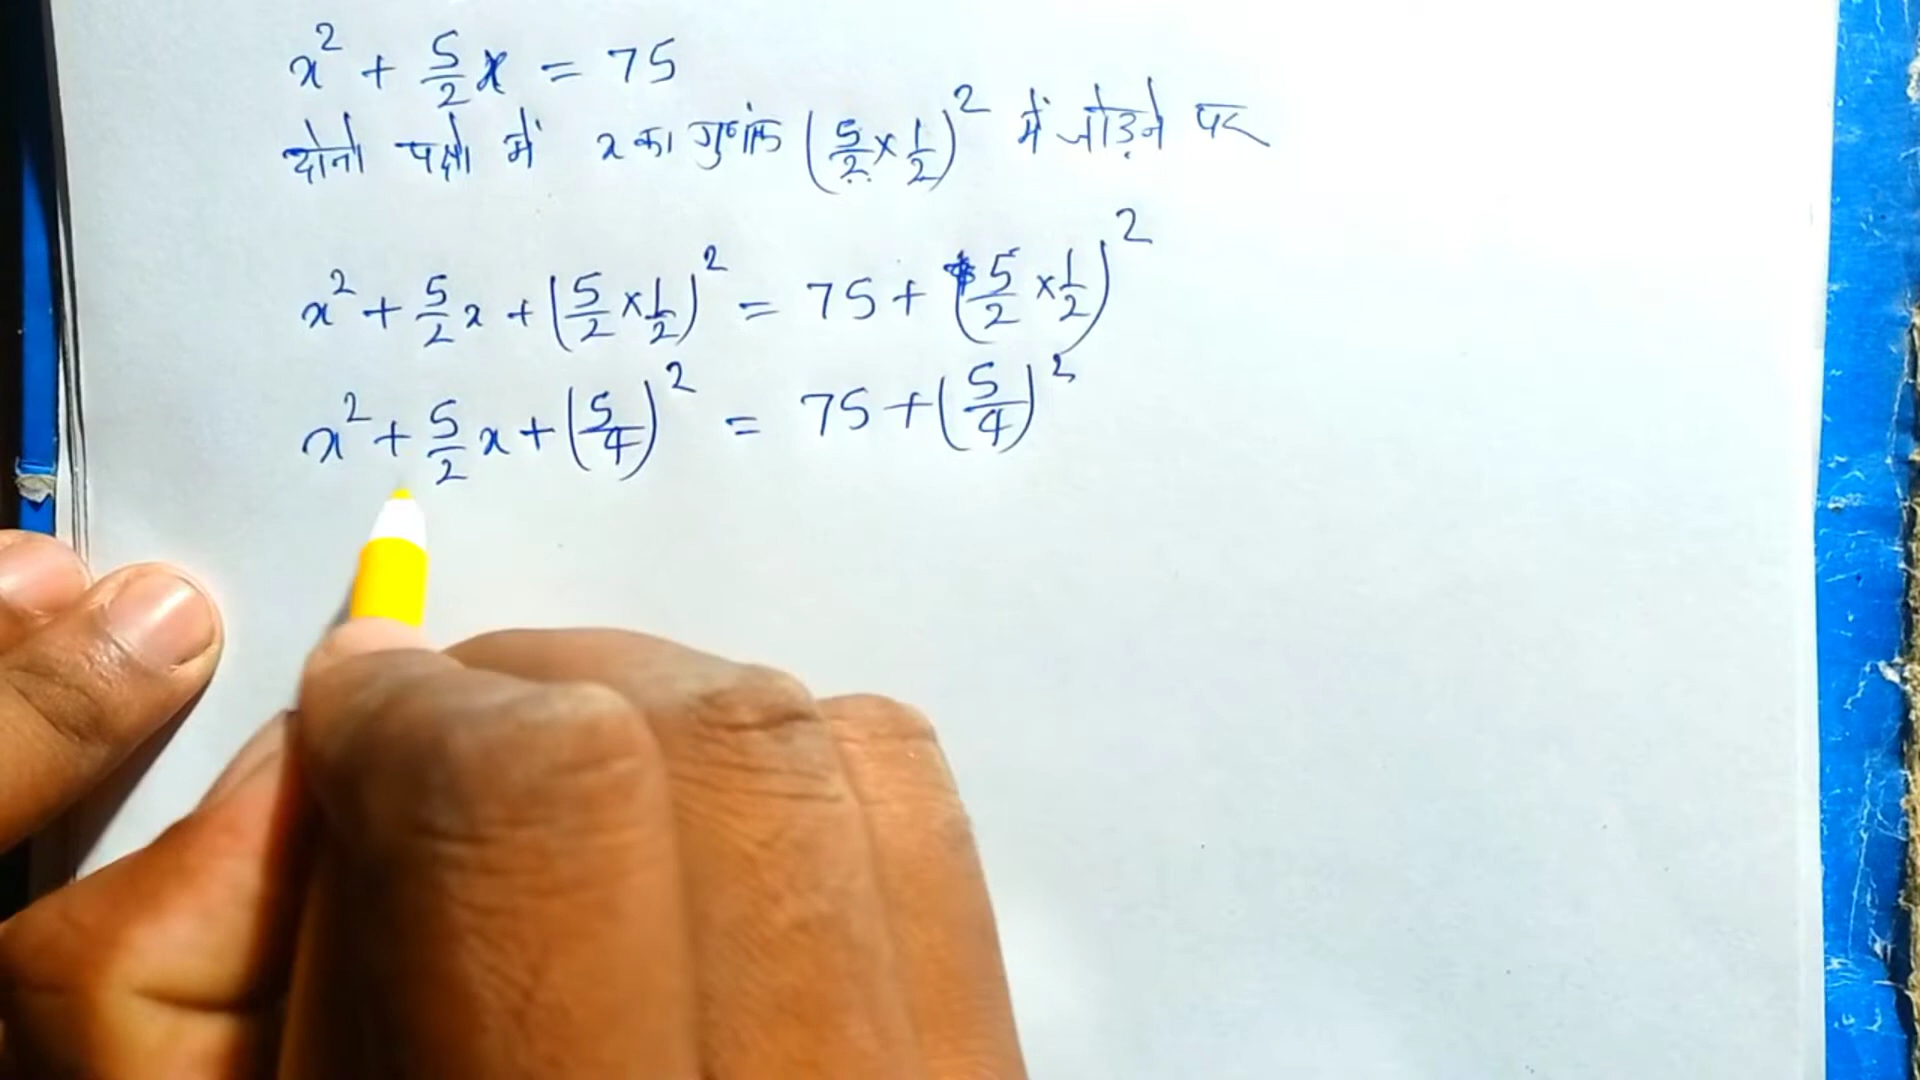 x² + 5/2 x = 75
दोनो पक्षो में x का गुणांक (5/2 × 1/2)² में जोड़ने पर
x² + 5/2 x + (5/2 × 1/2)² = 75 + (5/2 × 1/2)²
x² + 5/2 x + (5/4)² = 75 + (5/4)²